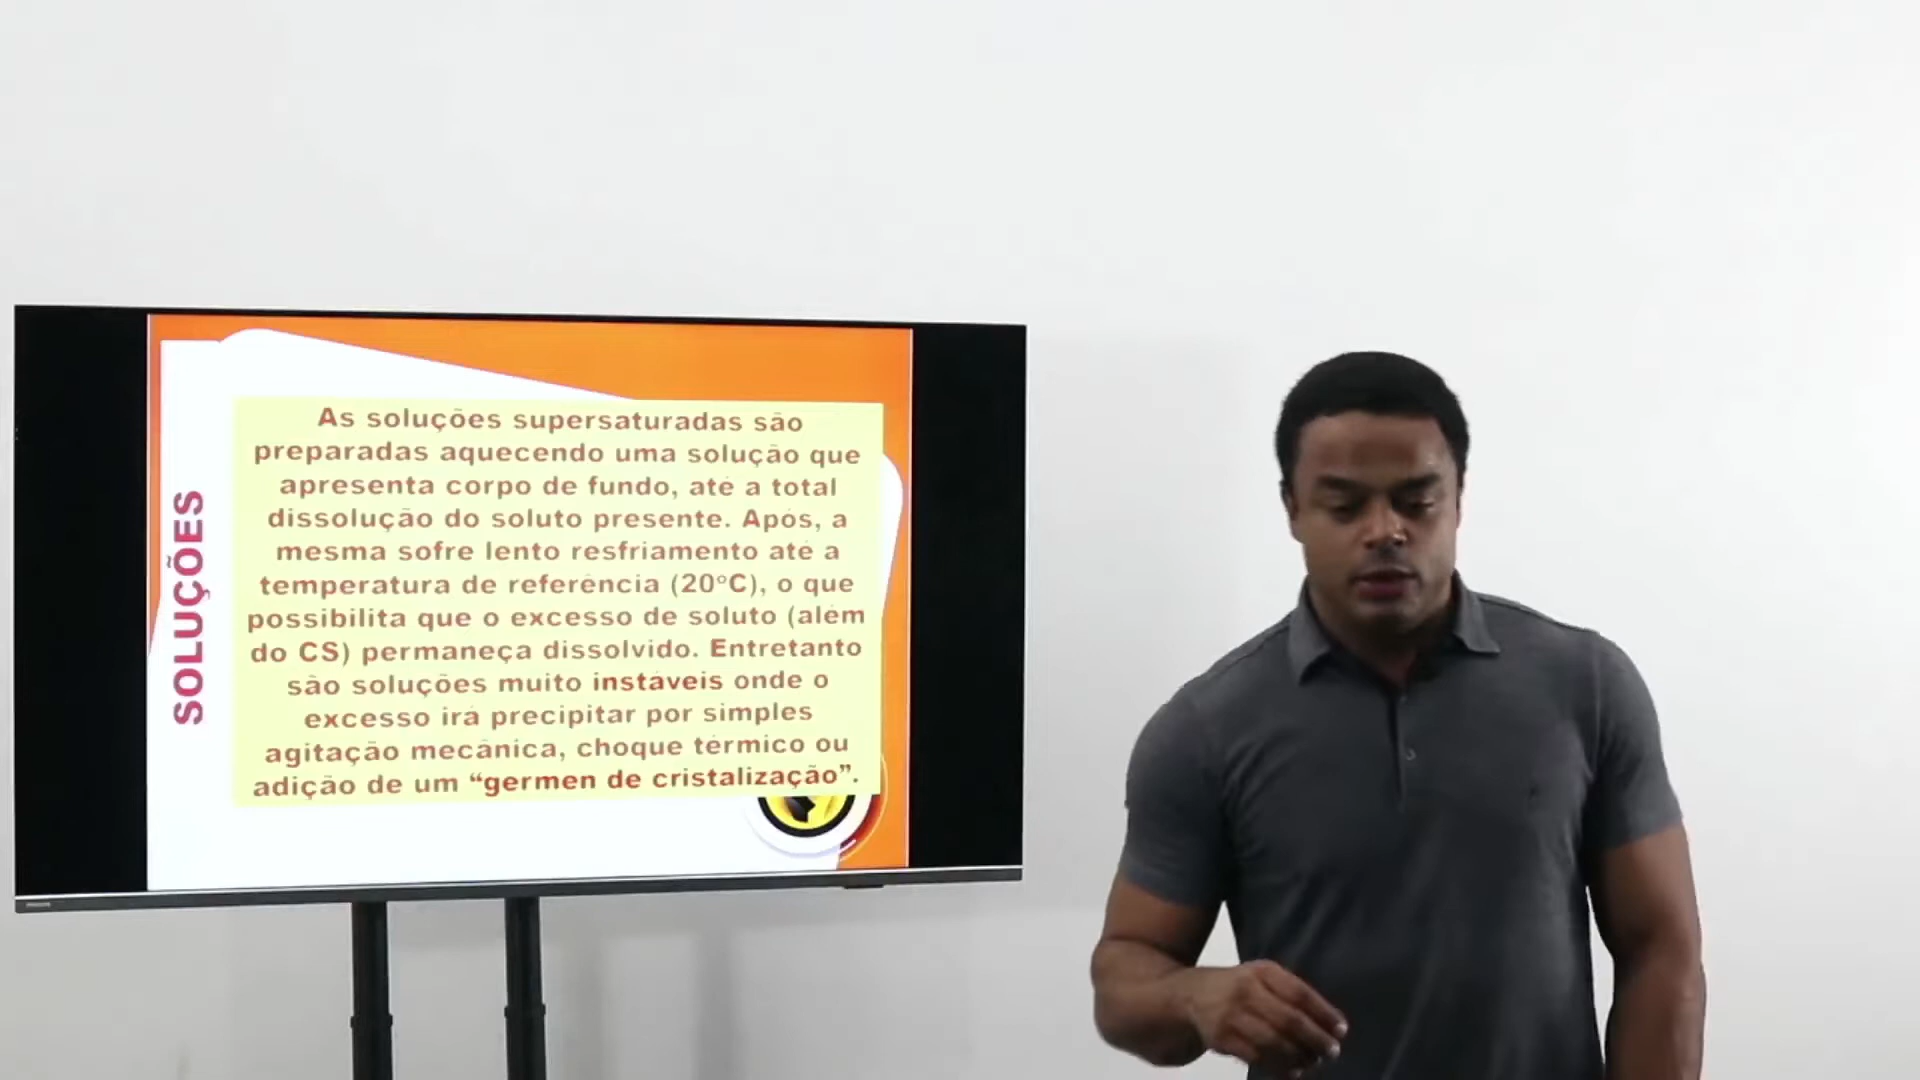 SOLUÇÕES
As soluções supersaturadas são
preparadas aquecendo uma solução que
apresenta corpo de fundo, até a total
dissolução do soluto presente. Após, a
mesma sofre lento resfriamento até a
temperatura de referência (20°C), o que
possibilita que o excesso de soluto (além
do CS) permaneça dissolvido. Entretanto
são soluções muito instáveis onde o
excesso irá precipitar por simples
agitação mecânica, choque térmico ou
adição de um “germen de cristalização”.